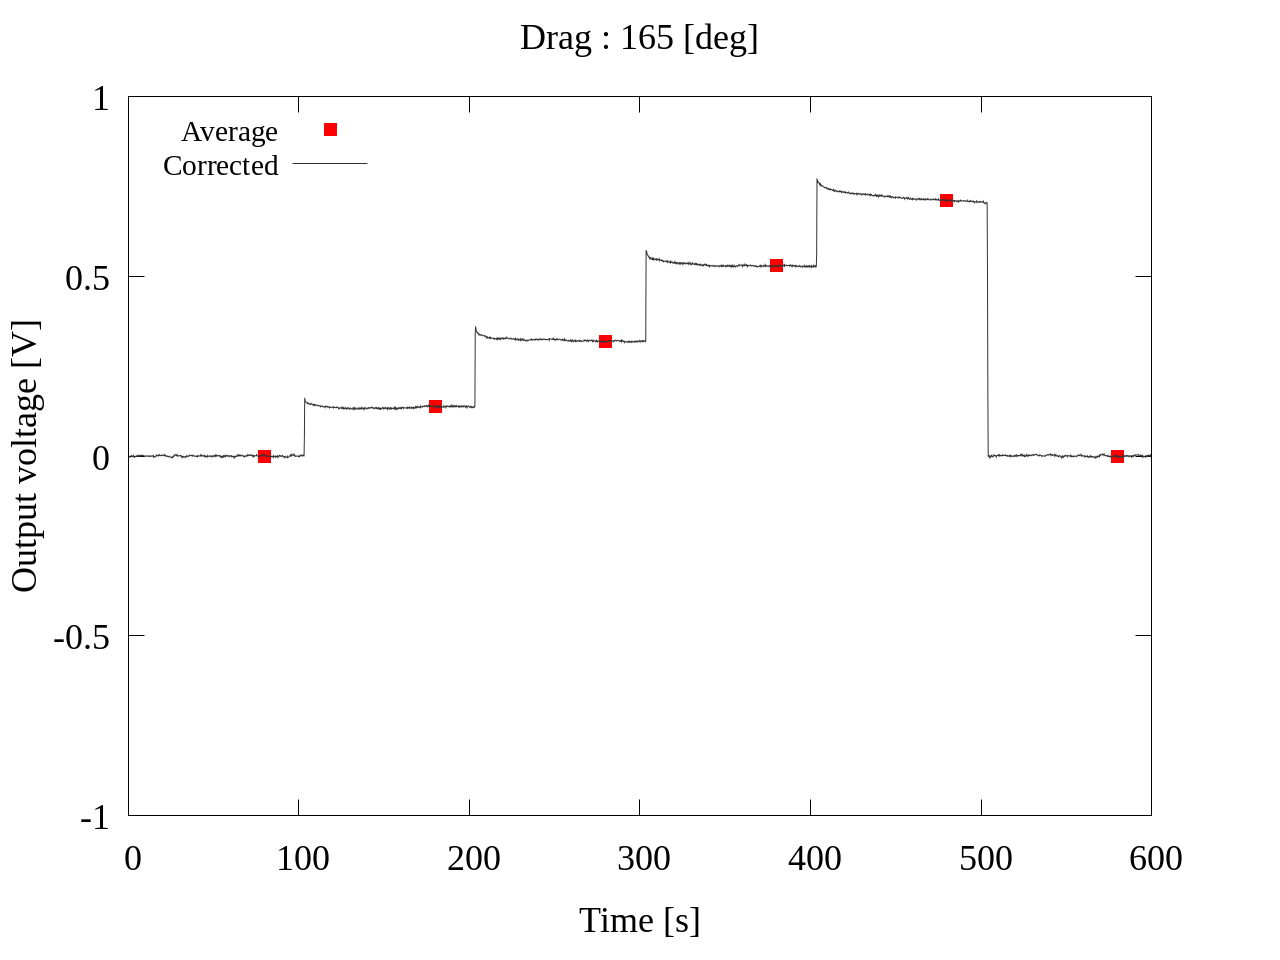 Drag : 165 [deg]
1
0.5
0
-0.5
-1
Average
Corrected
Output voltage [V]
0 100 200 300 400 500 600
Time [s]